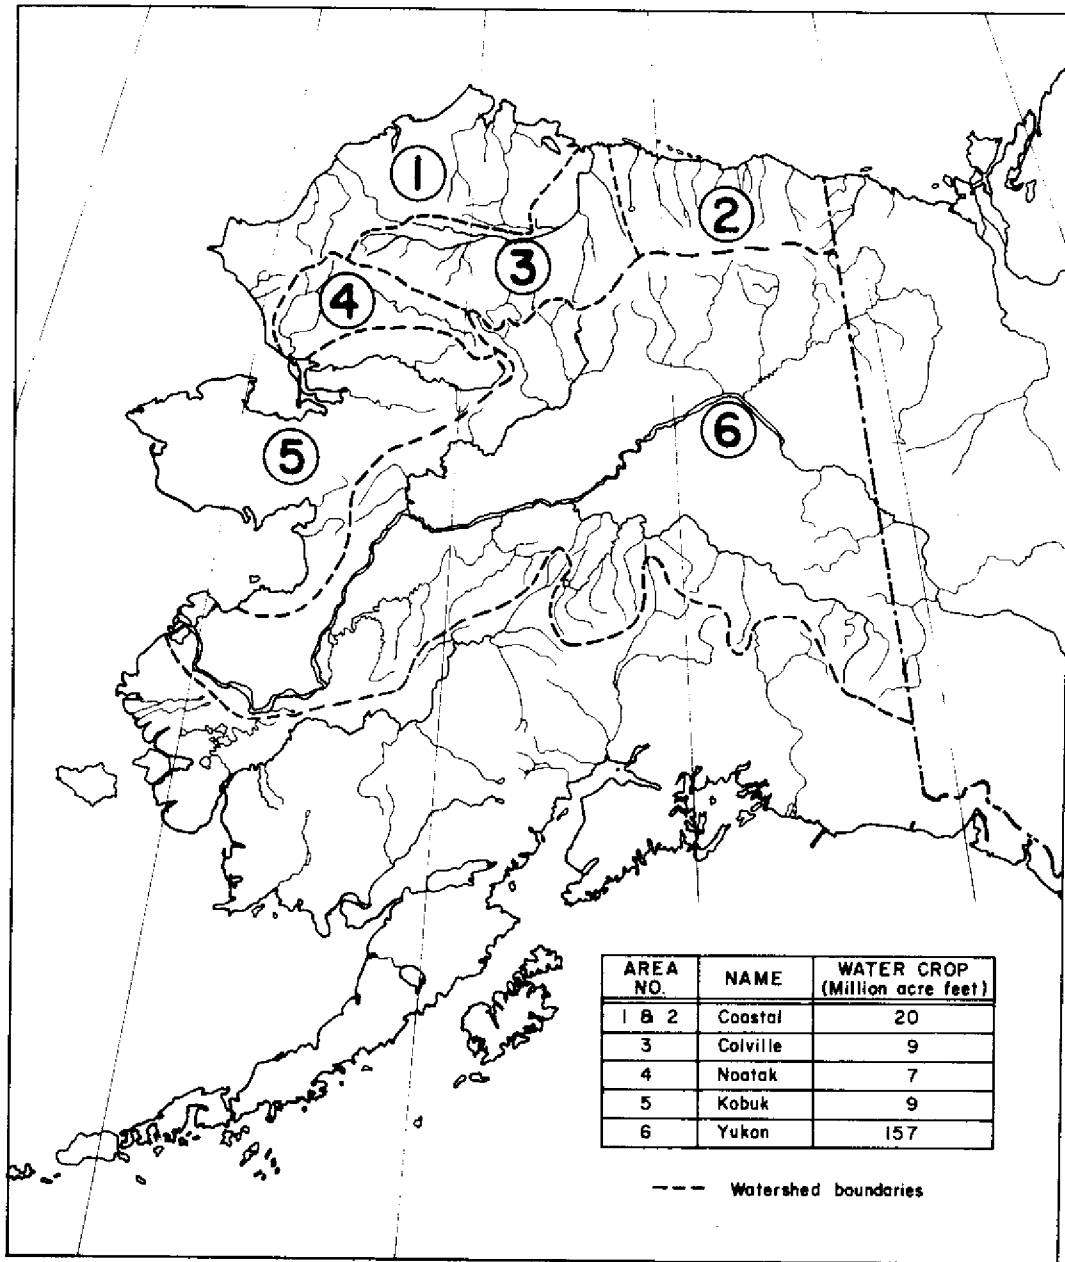 1
2
3
4
5
6
AREA NO. NAME WATER CROP (Million acre feet)
1 & 2 Coastal 20
3 Colville 9
4 Noatak 7
5 Kobuk 9
6 Yukon 157
Watershed boundaries